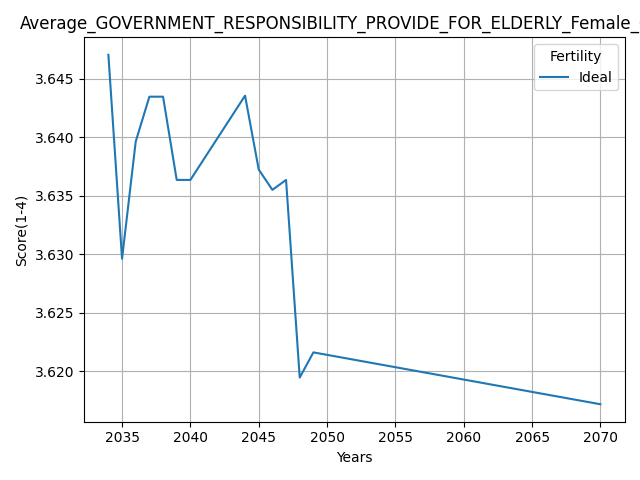 Average_GOVERNMENT_RESPONSIBILITY_PROVIDE_FOR_ELDERLY_Female_
Fertility
Ideal
3.645
3.640
3.635
3.630
3.625
3.620
Score(1-4)
2035 2040 2045 2050 2055 2060 2065 2070
Years